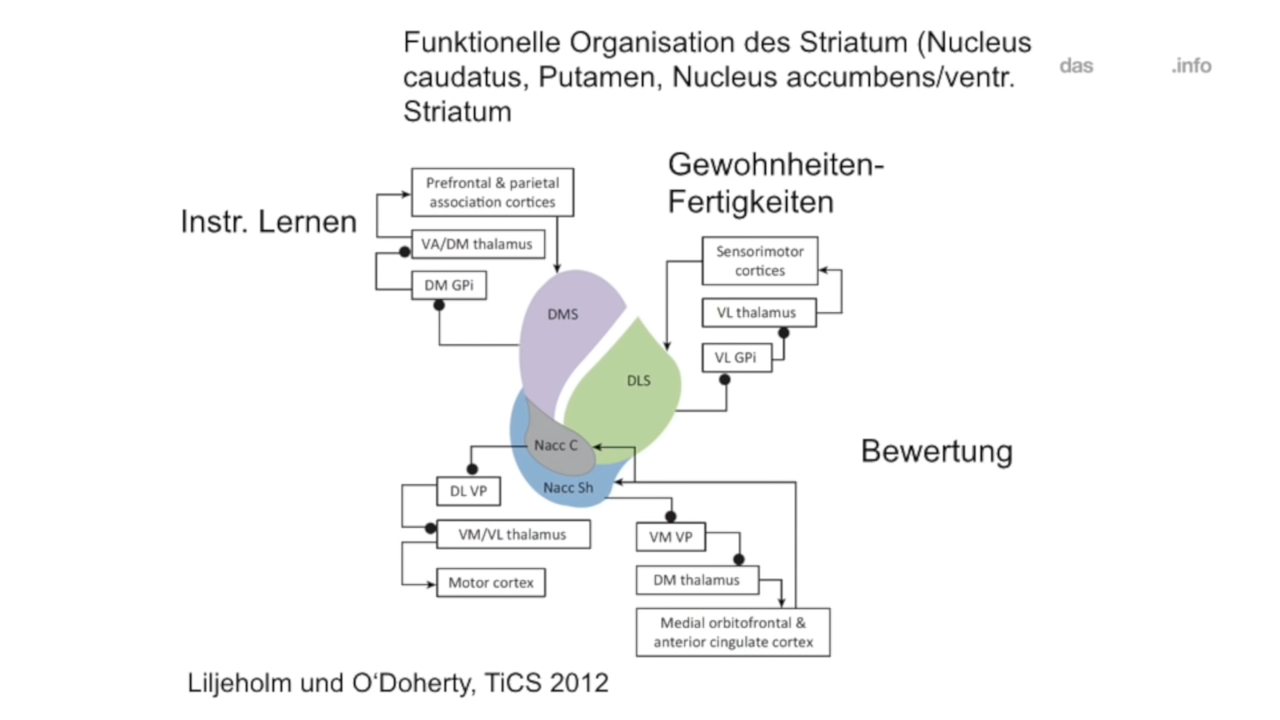 Funktionelle Organisation des Striatum (Nucleus
caudatus, Putamen, Nucleus accumbens/ventr.
Striatum
das .info
Instr. Lernen
Prefrontal & parietal
association cortices
VA/DM thalamus
DM GPi
DMS
Gewohnheiten-
Fertigkeiten
Sensorimotor
cortices
VL thalamus
VL GPi
DLS
Bewertung
Nacc C
Nacc Sh
DL VP
VM/VL thalamus
Motor cortex
VM VP
DM thalamus
Medial orbitofrontal &
anterior cingulate cortex
Liljeholm und O‘Doherty, TiCS 2012